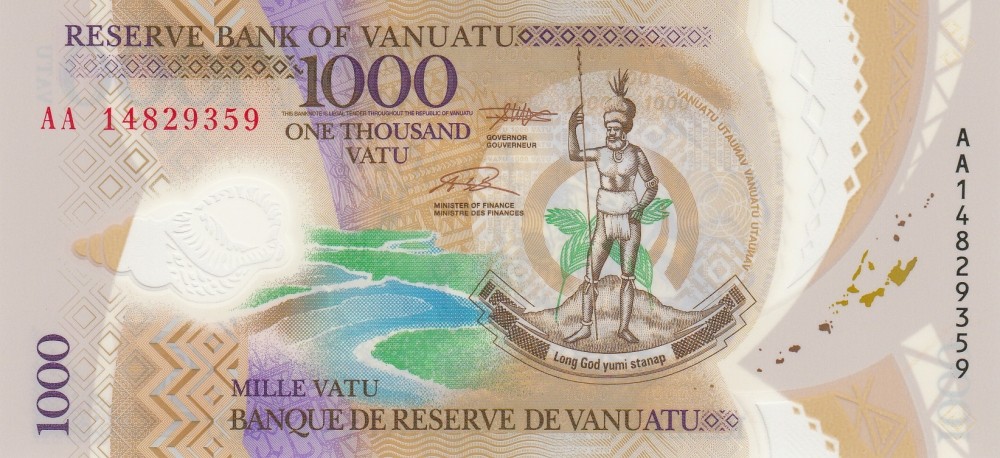 RESERVE BANK OF VANUATU
1000
THIS BANKNOTE IS LEGAL TENDER THROUGHOUT THE REPUBLIC OF VANUATU
AA 14829359
ONE THOUSAND
VATU
GOVERNOR
GOUVERNEUR
MINISTER OF FINANCE
MINISTRE DES FINANCES
1000
VANUATU
VANUATU
AA14829359
Long God yumi stanap
1000
MILLE VATU
BANQUE DE RESERVE DE VANUATU